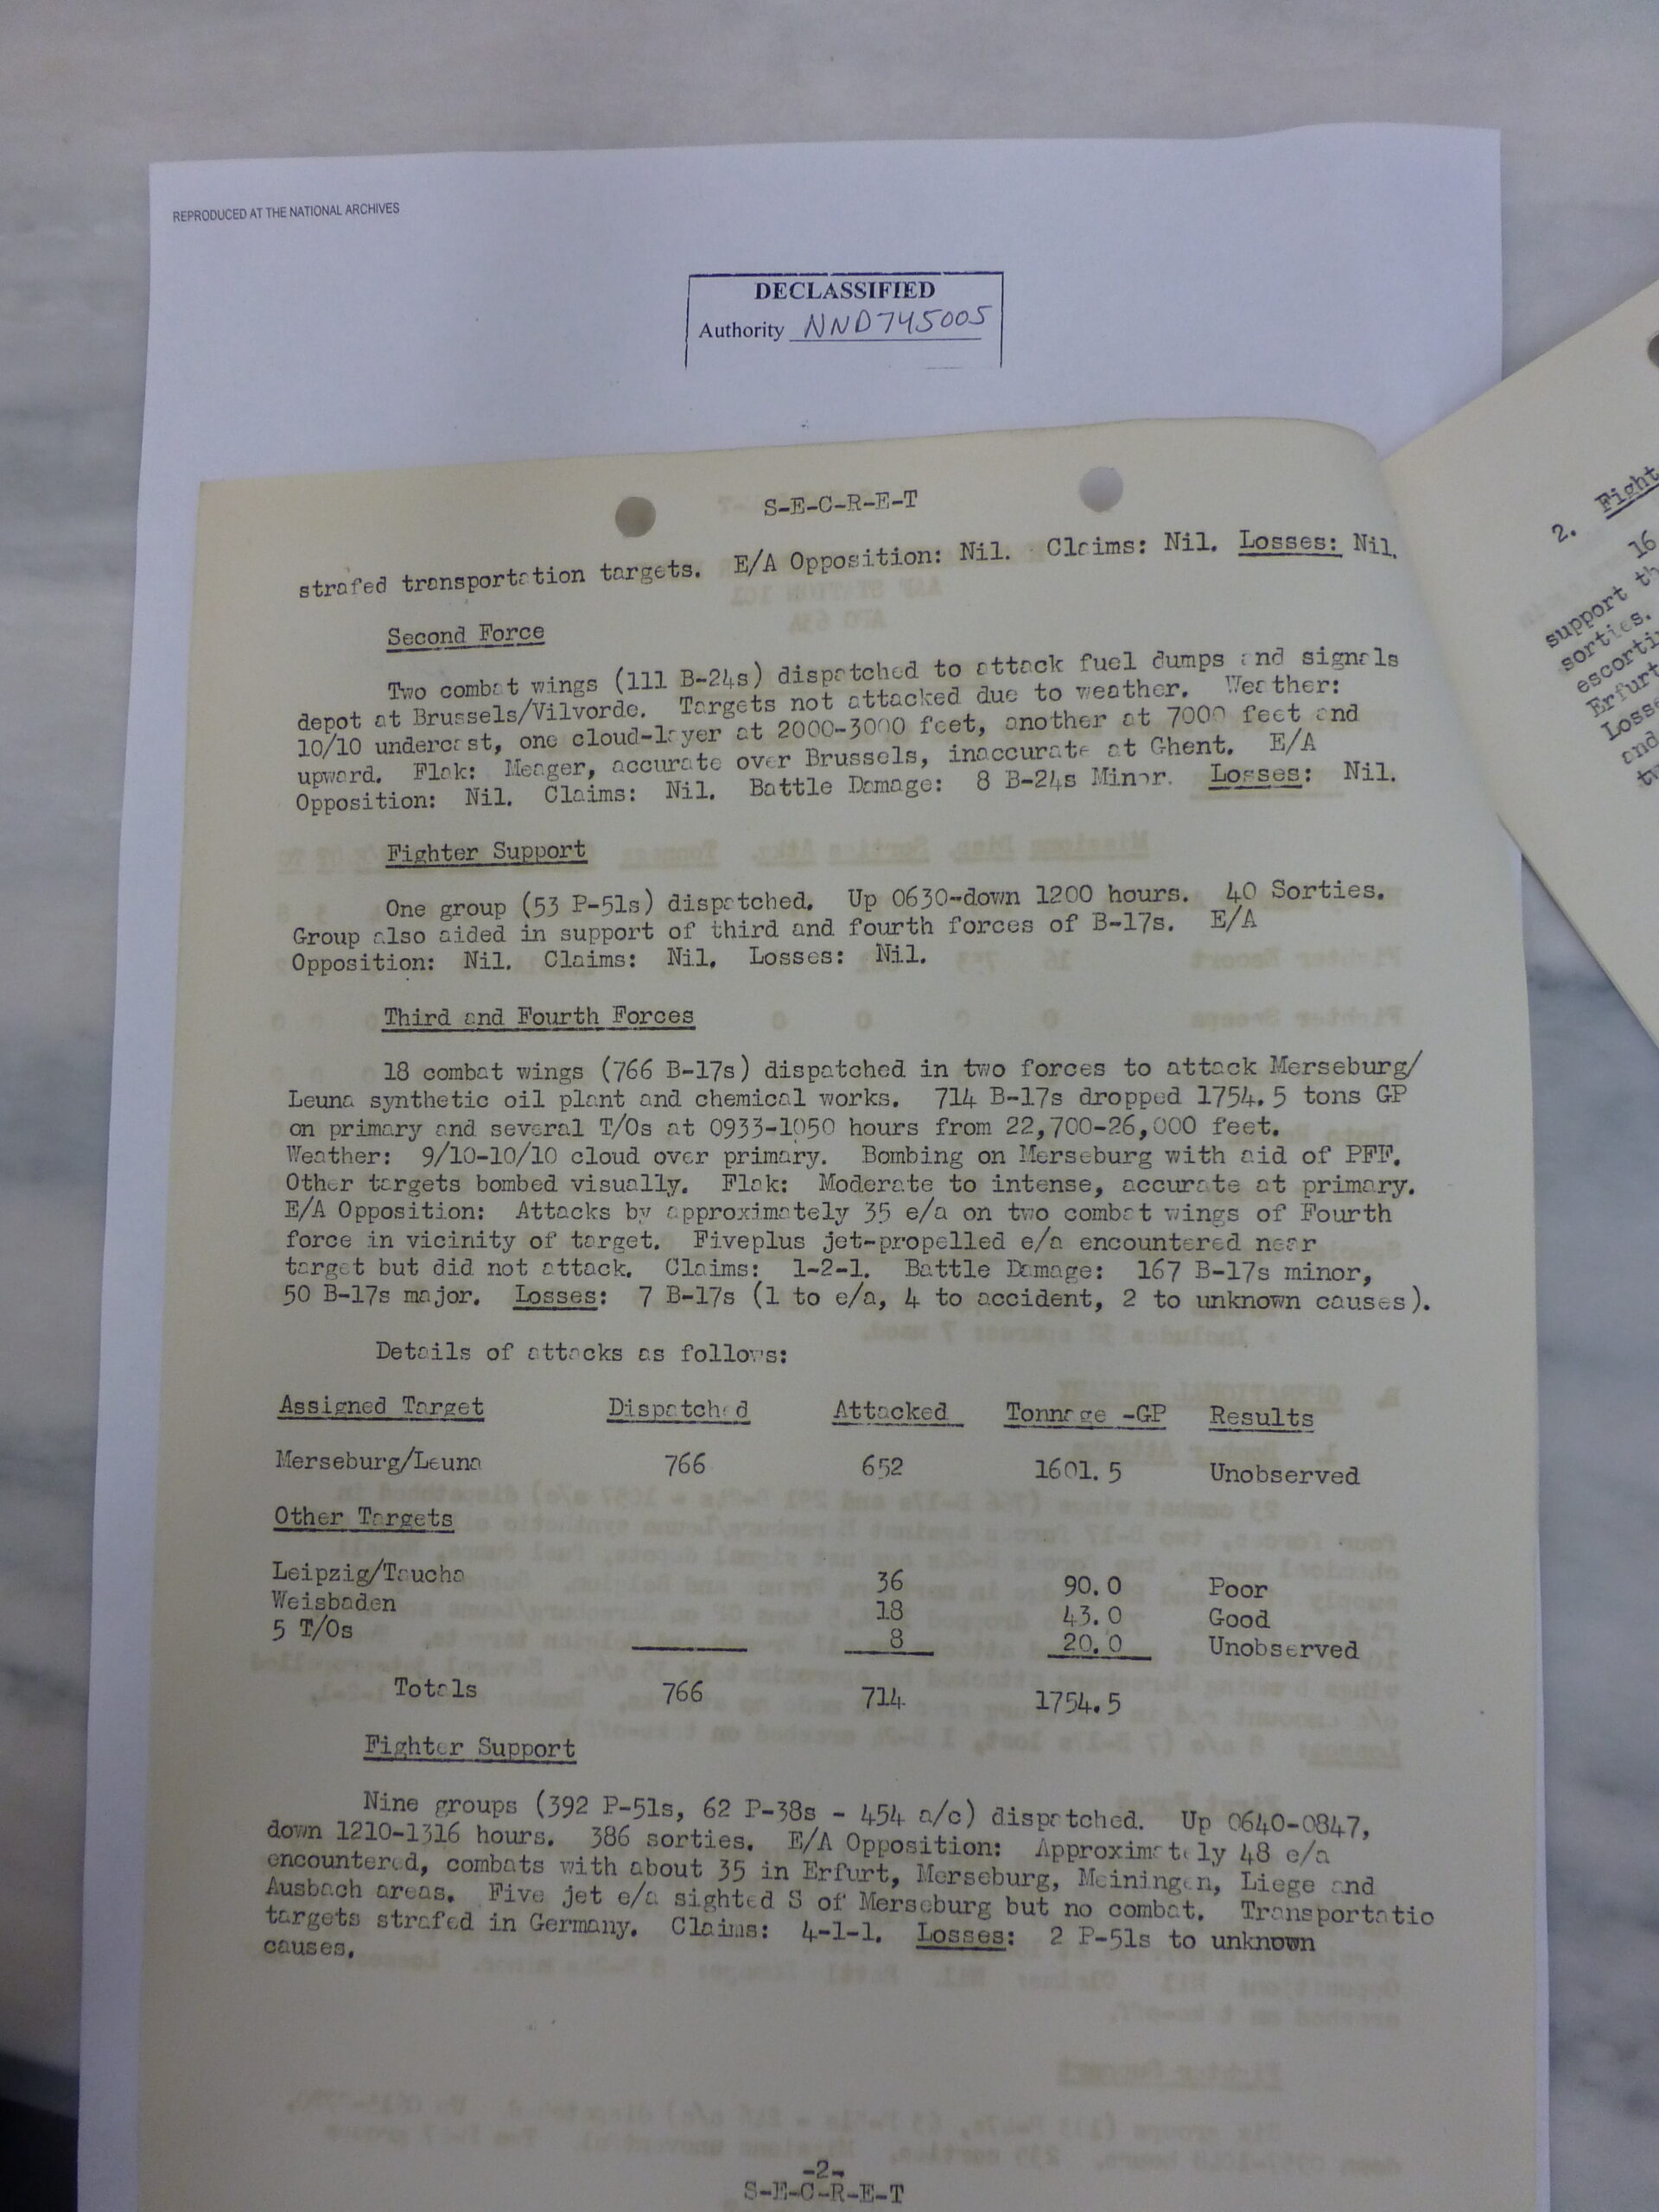 REPRODUCED AT THE NATIONAL ARCHIVES
DECLASSIFIED
Authority NND745005
S-E-C-R-E-T
strafed transportation targets. E/A Opposition: Nil. Claims: Nil. Losses: Nil.
Second Force
Two combat wings (111 B-24s) dispatched to attack fuel dumps and signals
depot at Brussels/Vilvorde. Targets not attacked due to weather. Weather:
10/10 undercast, one cloud-layer at 2000-3000 feet, another at 7000 feet and
upward. Flak: Meager, accurate over Brussels, inaccurate at Ghent. E/A
Opposition: Nil. Claims: Nil. Battle Damage: 8 B-24s Minor. Losses: Nil.
Fighter Support
One group (53 P-51s) dispatched. Up 0630-down 1200 hours. 40 Sorties.
Group also aided in support of third and fourth forces of B-17s. E/A
Opposition: Nil. Claims: Nil. Losses: Nil.
Third and Fourth Forces
18 combat wings (766 B-17s) dispatched in two forces to attack Merseburg/
Leuna synthetic oil plant and chemical works. 714 B-17s dropped 1754.5 tons GP
on primary and several T/Os at 0933-1050 hours from 22,700-26,000 feet.
Weather: 9/10-10/10 cloud over primary. Bombing on Merseburg with aid of PFF.
Other targets bombed visually. Flak: Moderate to intense, accurate at primary.
E/A Opposition: Attacks by approximately 35 e/a on two combat wings of Fourth
force in vicinity of target. Fiveplus jet-propelled e/a encountered near
target but did not attack. Claims: 1-2-1. Battle Damage: 167 B-17s minor,
50 B-17s major. Losses: 7 B-17s (1 to e/a, 4 to accident, 2 to unknown causes).
Details of attacks as follows:
Assigned Target Dispatched Attacked Tonnage -GP Results
Merseburg/Leuna 766 652 1601.5 Unobserved
Other Targets
Leipzig/Taucha 36 90.0 Poor
Weisbaden 18 43.0 Good
5 T/Os 8 20.0 Unobserved
Totals 766 714 1754.5
Fighter Support
Nine groups (392 P-51s, 62 P-38s - 454 a/c) dispatched. Up 0640-0847,
down 1210-1316 hours. 386 sorties. E/A Opposition: Approximately 48 e/a
encountered, combats with about 35 in Erfurt, Merseburg, Meiningen, Liege and
Ausbach areas. Five jet e/a sighted S of Merseburg but no combat. Transportatio
targets strafed in Germany. Claims: 4-1-1. Losses: 2 P-51s to unknown
causes.
-2-
S-E-C-R-E-T
2. Fight
16
support th
sorties.
escorti
Erfurt
Losse
and
tw